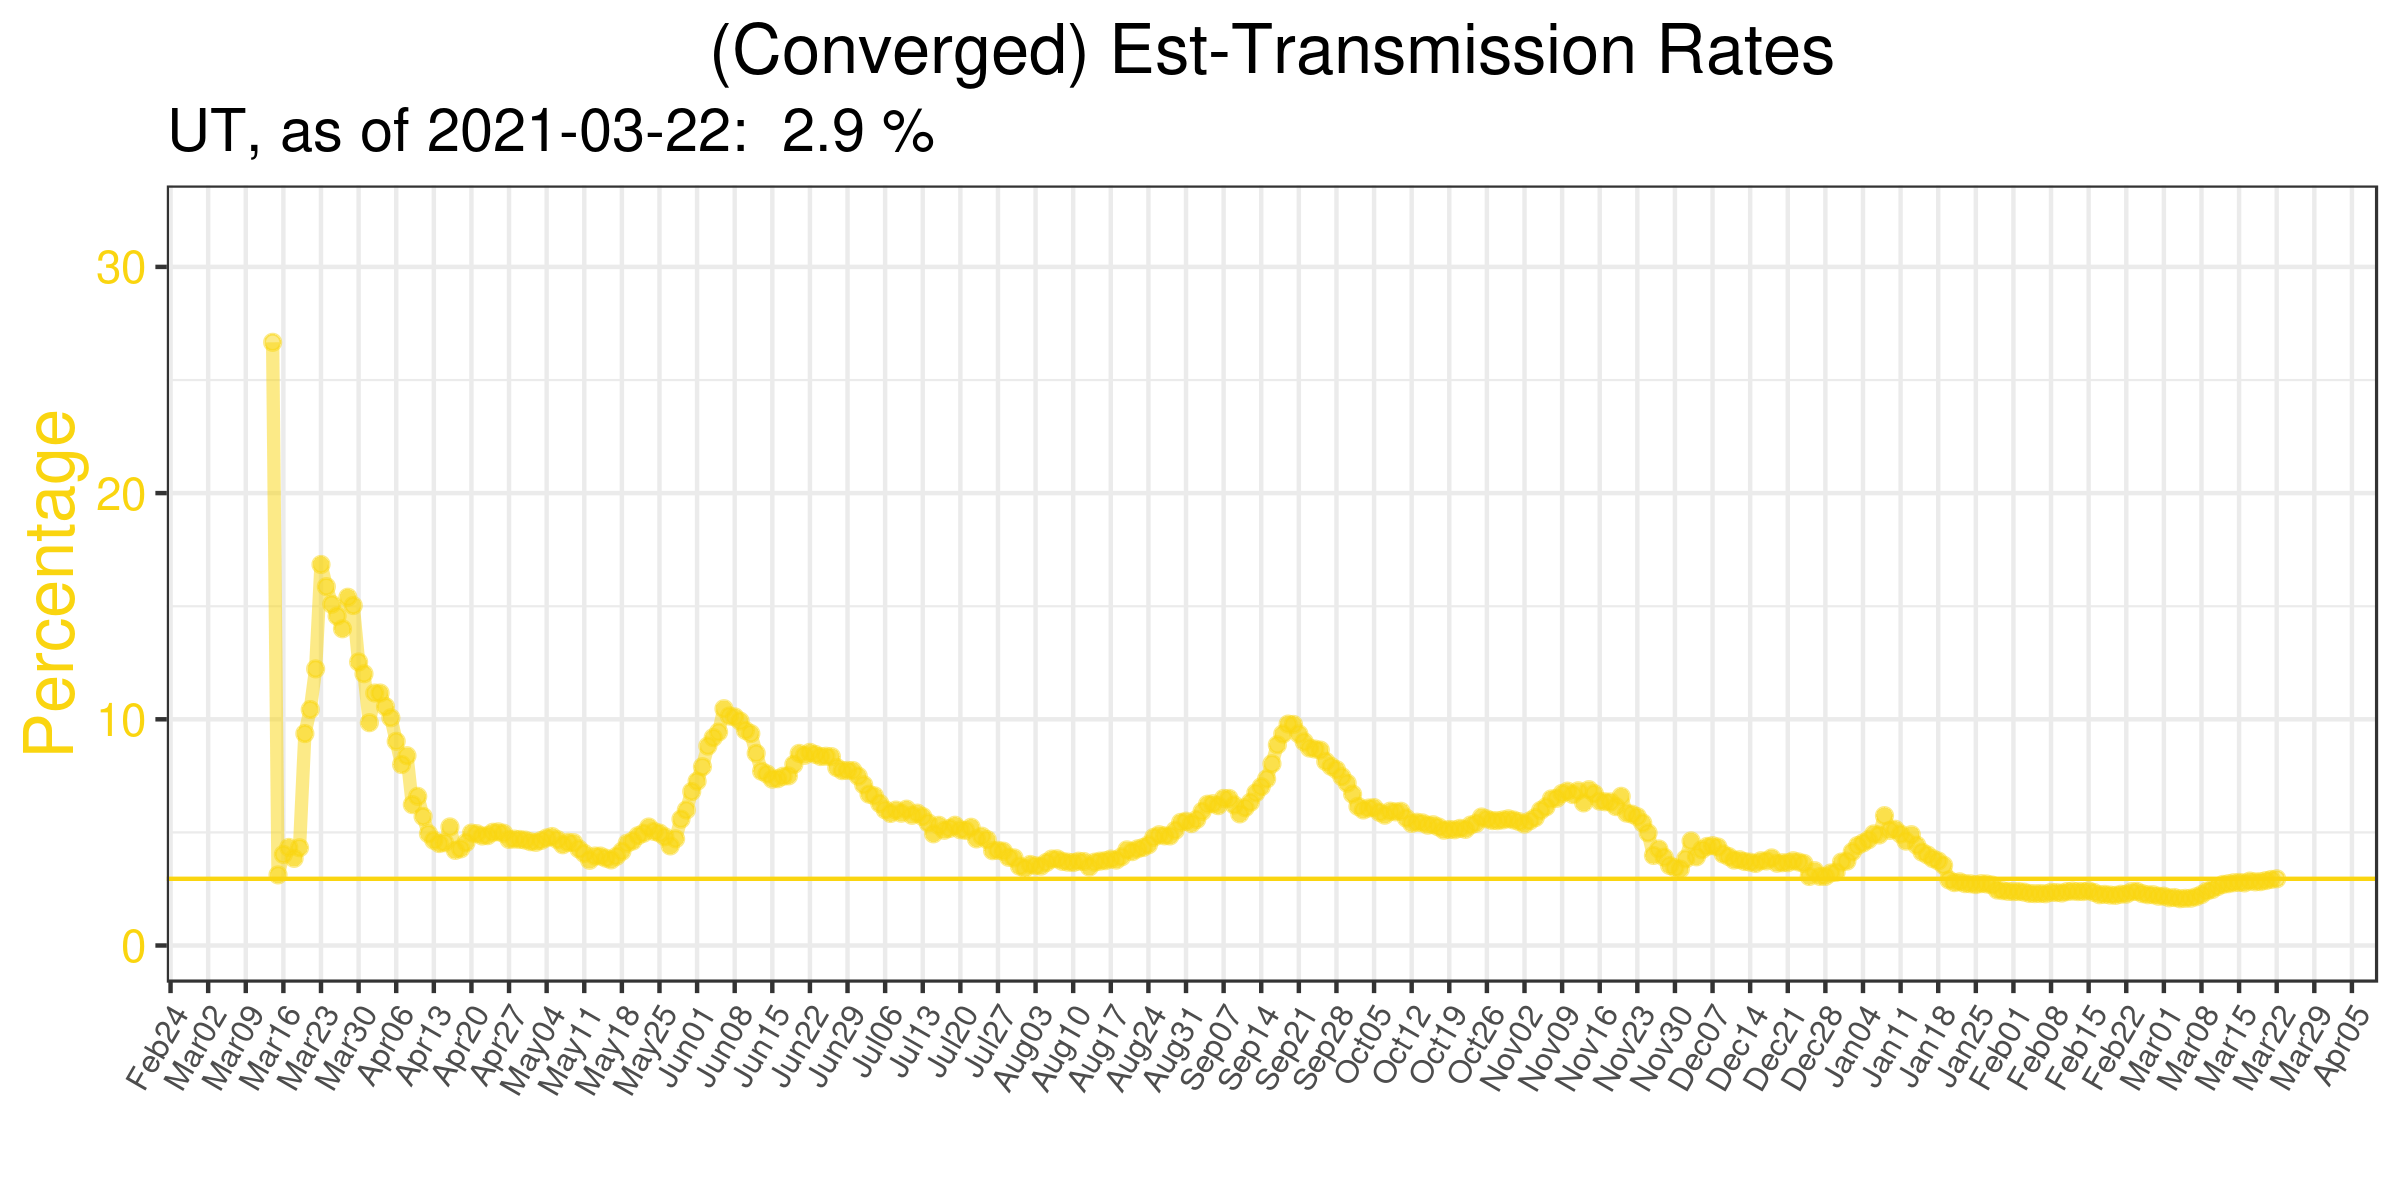 (Converged) Est-Transmission Rates
UT, as of 2021-03-22:  2.9 %
Percentage
30
20
10
0
Feb24
Mar02
Mar09
Mar16
Mar23
Mar30
Apr06
Apr13
Apr20
Apr27
May04
May11
May18
May25
Jun01
Jun08
Jun15
Jun22
Jun29
Jul06
Jul13
Jul20
Jul27
Aug03
Aug10
Aug17
Aug24
Aug31
Sep07
Sep14
Sep21
Sep28
Oct05
Oct12
Oct19
Oct26
Nov02
Nov09
Nov16
Nov23
Nov30
Dec07
Dec14
Dec21
Dec28
Jan04
Jan11
Jan18
Jan25
Feb01
Feb08
Feb15
Feb22
Mar01
Mar08
Mar15
Mar22
Mar29
Apr05